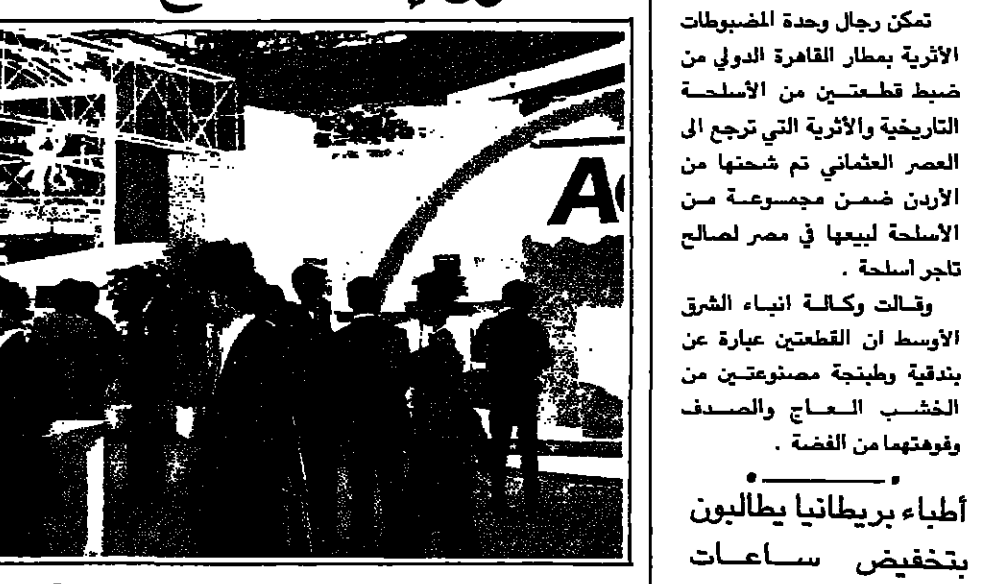 تمكن رجال وحدة المضبوطات
الأثرية بمطار القاهرة الدولي من
ضبط قطعتين من الأسلحة
التاريخية والأثرية التي ترجع الى
العصر العثماني تم شحنها من
الأردن ضمن مجموعة من
الأسلحة لبيعها في مصر لصالح
تاجر أسلحة .
وقالت وكالة انباء الشرق
الأوسط ان القطعتين عبارة عن
بندقية وطبنجة مصنوعتين من
الخشب العاج والصدف
وفوهتهما من الفضة .
أطباء بريطانيا يطالبون
بتخفيض ساعات